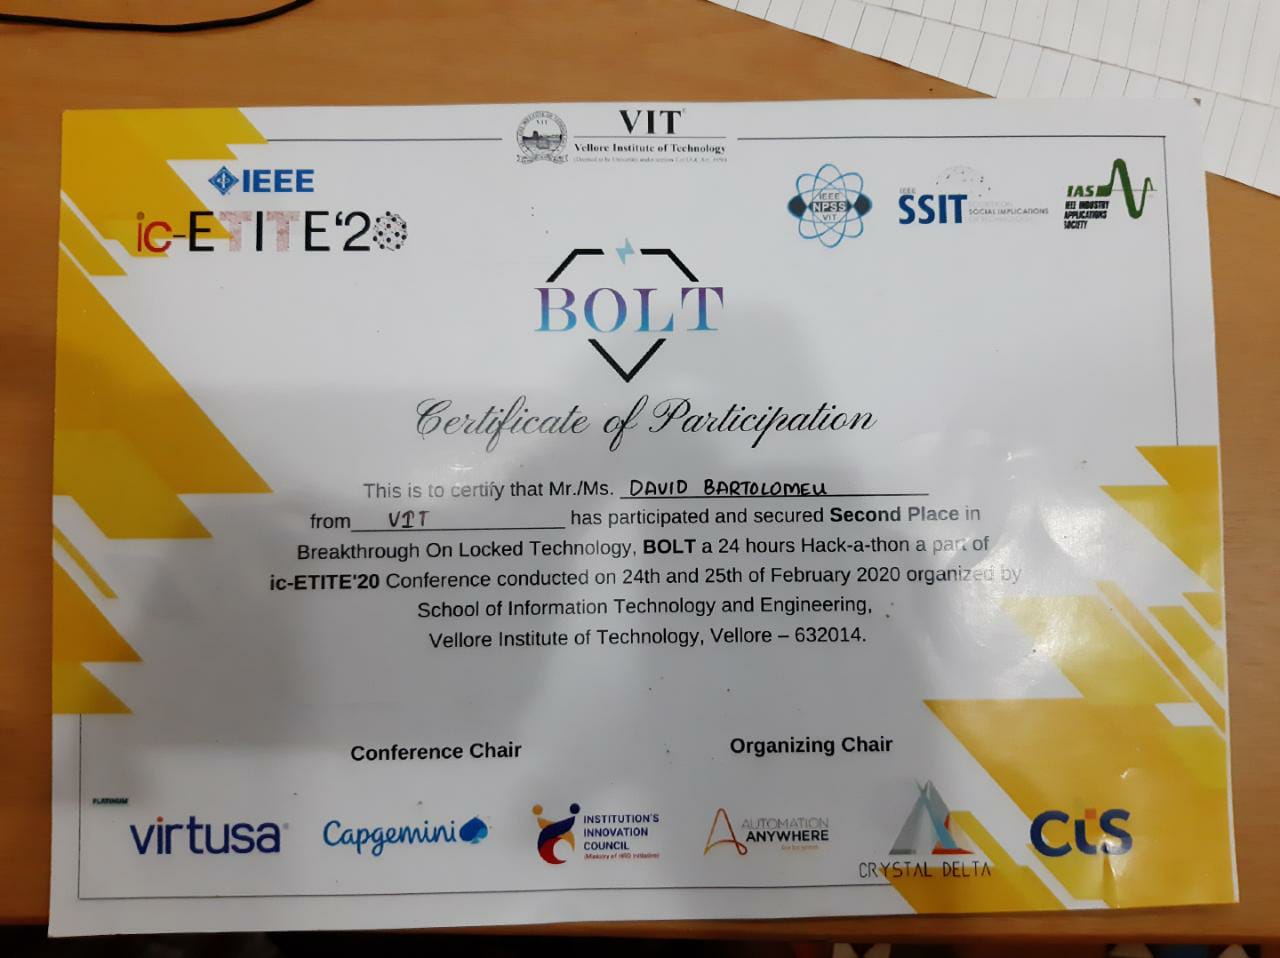 VIT
Vellore Institute of Technology
(Deemed to be University under section 3 of UGC Act, 1956)
IEEE
ic-ETITE'20
IEEE
NPSS
VIT
IEEE
SSIT
SOCIETY ON
SOCIAL IMPLICATIONS
OF TECHNOLOGY
IAS
IEEE INDUSTRY
APPLICATIONS
SOCIETY
BOLT
Certificate of Participation
This is to certify that Mr./Ms. DAVID BARTOLOMEU
from VIT has participated and secured Second Place in
Breakthrough On Locked Technology, BOLT a 24 hours Hack-a-thon a part of
ic-ETITE'20 Conference conducted on 24th and 25th of February 2020 organized by
School of Information Technology and Engineering,
Vellore Institute of Technology, Vellore – 632014.
Conference Chair
Organizing Chair
PLATINUM
virtusa
Capgemini
INSTITUTION'S
INNOVATION
COUNCIL
(Ministry of HRD Initiative)
AUTOMATION
ANYWHERE
CRYSTAL DELTA
CtS